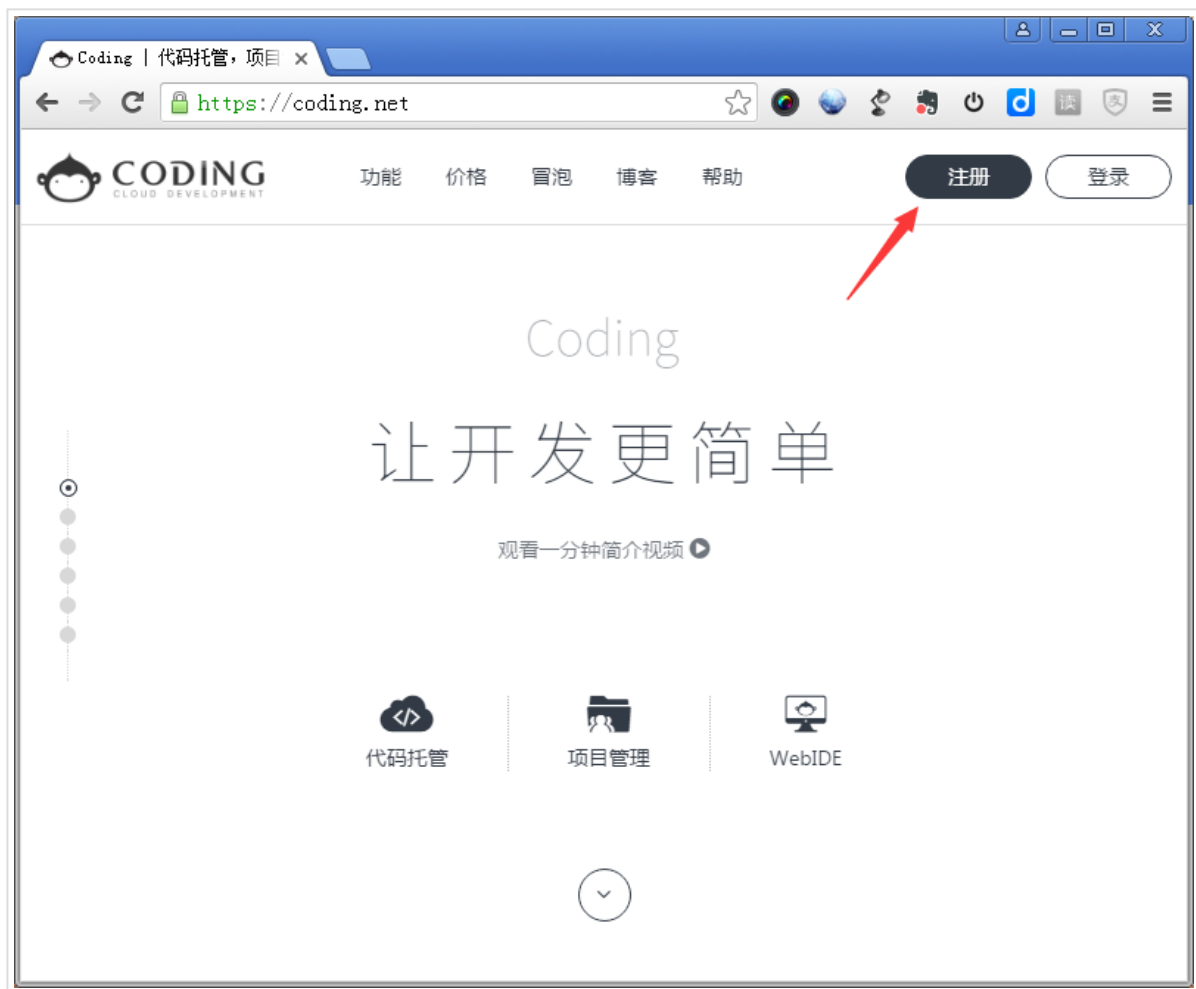 Coding | 代码托管，项目
https://coding.net
读
支
CODING
CLOUD DEVELOPMENT
功能 价格 冒泡 博客 帮助 注册 登录
Coding
让开发更简单
观看一分钟简介视频
代码托管 项目管理 WebIDE